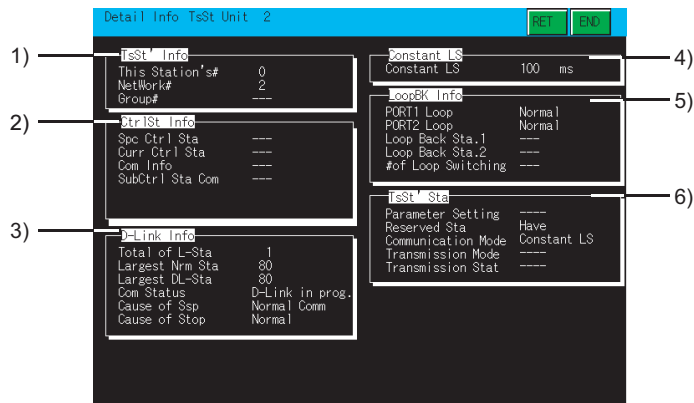 Detail Info TsSt Unit 2
RET
END
1)
TsSt' Info
This Station's# 0
NetWork# 2
Group# ---
2)
CtrlSt Info
Spc Ctrl Sta ---
Curr Ctrl Sta ---
Com Info ---
SubCtrl Sta Com ---
3)
D-Link Info
Total of L-Sta 1
Largest Nrm Sta 80
Largest DL-Sta 80
Com Status D-Link in prog.
Cause of Ssp Normal Comm
Cause of Stop Normal
4)
Constant LS
Constant LS 100 ms
5)
LoopBK Info
PORT1 Loop Normal
PORT2 Loop Normal
Loop Back Sta.1 ---
Loop Back Sta.2 ---
#of Loop Switching ---
6)
TsSt' Sta
Parameter Setting ----
Reserved Sta Have
Communication Mode Constant LS
Transmission Mode ----
Transmission Stat ----